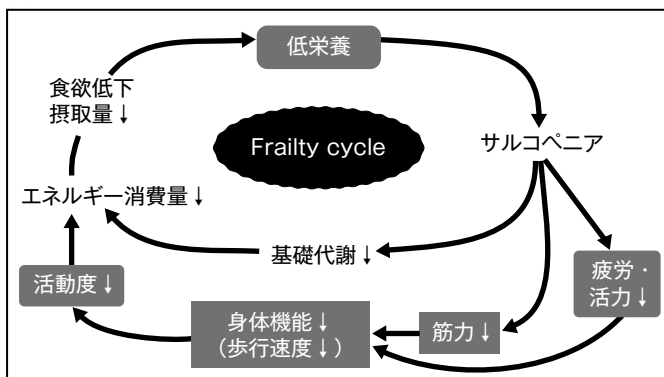 低栄養
食欲低下
摂取量↓
Frailty cycle
サルコペニア
エネルギー消費量↓
基礎代謝↓
疲労・
活力↓
活動度↓
身体機能↓
（歩行速度↓）
筋力↓